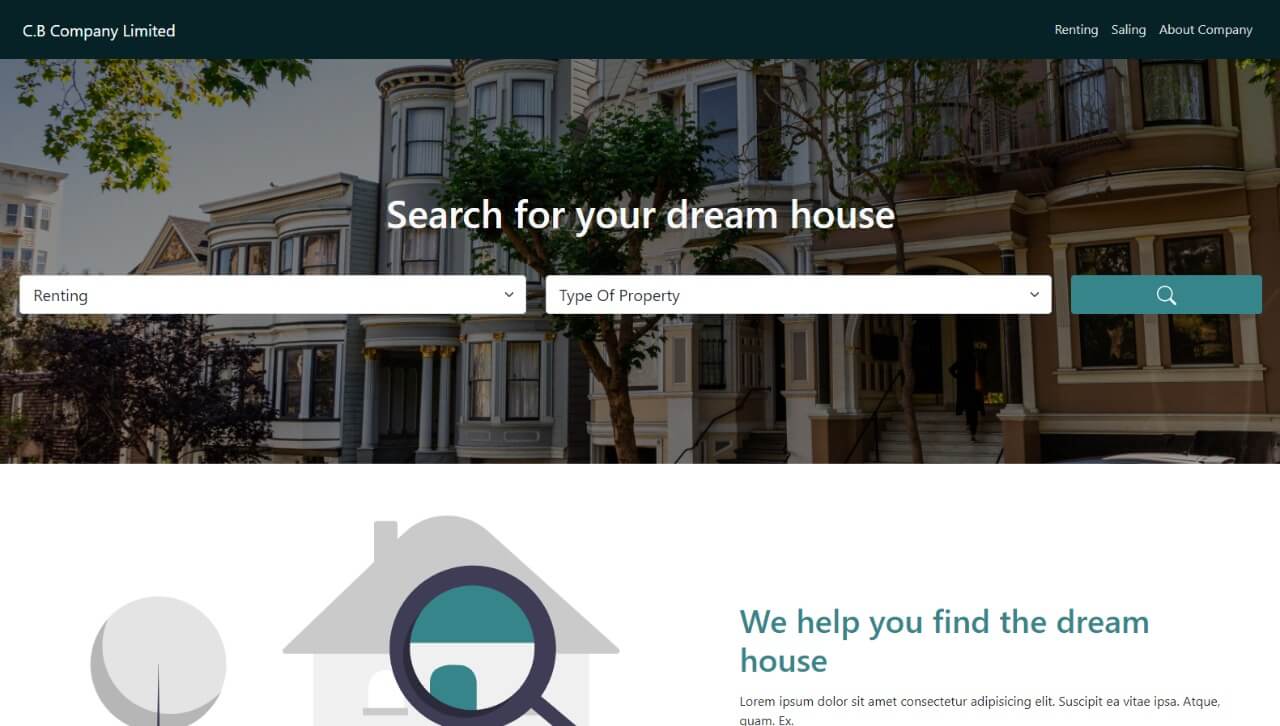 C.B Company Limited
Renting Saling About Company
Search for your dream house
Renting
Type Of Property
We help you find the dream
house
Lorem ipsum dolor sit amet consectetur adipisicing elit. Suscipit ea vitae ipsa. Atque,
quam. Ex.